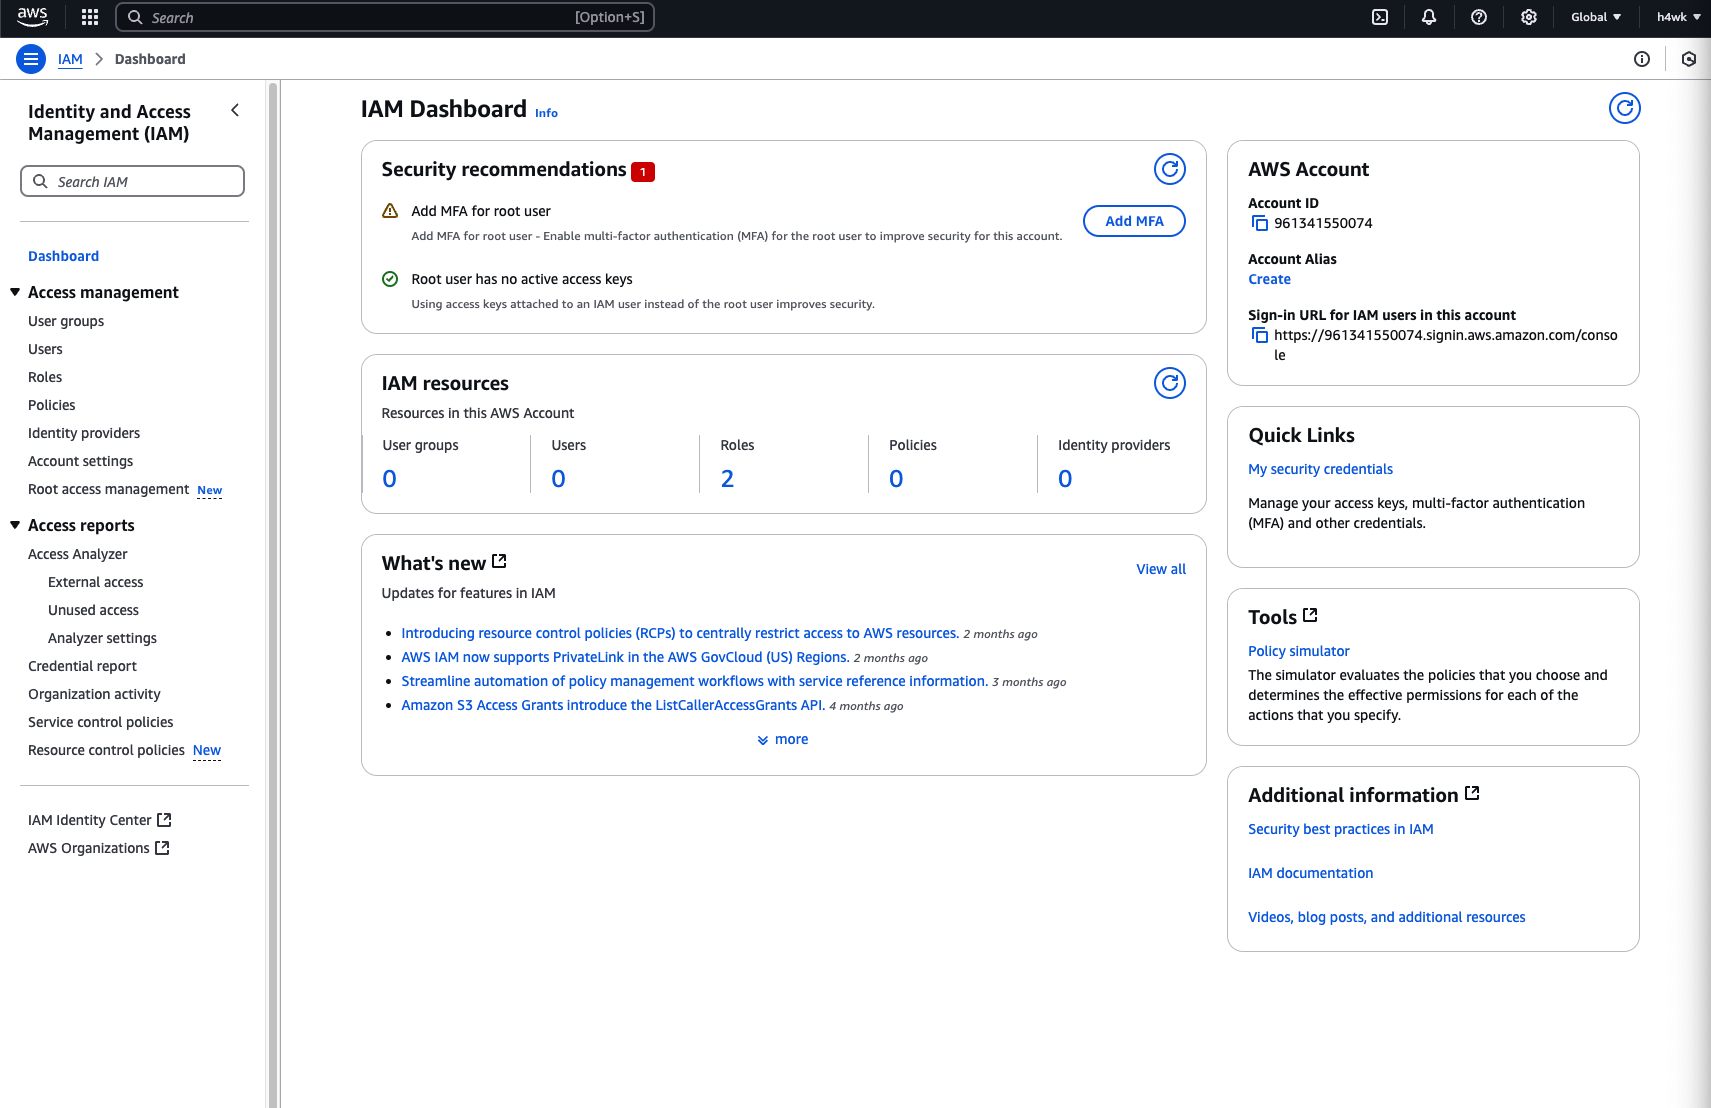 aws
Search
[Option+S]
Global
h4wk
IAM
Dashboard
Identity and Access
Management (IAM)
Search IAM
Dashboard
Access management
User groups
Users
Roles
Policies
Identity providers
Account settings
Root access management New
Access reports
Access Analyzer
External access
Unused access
Analyzer settings
Credential report
Organization activity
Service control policies
Resource control policies New
IAM Identity Center
AWS Organizations
IAM Dashboard Info
Security recommendations 1
Add MFA for root user
Add MFA for root user - Enable multi-factor authentication (MFA) for the root user to improve security for this account.
Add MFA
Root user has no active access keys
Using access keys attached to an IAM user instead of the root user improves security.
IAM resources
Resources in this AWS Account
User groups
0
Users
0
Roles
2
Policies
0
Identity providers
0
What's new
View all
Updates for features in IAM
Introducing resource control policies (RCPs) to centrally restrict access to AWS resources. 2 months ago
AWS IAM now supports PrivateLink in the AWS GovCloud (US) Regions. 2 months ago
Streamline automation of policy management workflows with service reference information. 3 months ago
Amazon S3 Access Grants introduce the ListCallerAccessGrants API. 4 months ago
more
AWS Account
Account ID
961341550074
Account Alias
Create
Sign-in URL for IAM users in this account
https://961341550074.signin.aws.amazon.com/conso
le
Quick Links
My security credentials
Manage your access keys, multi-factor authentication
(MFA) and other credentials.
Tools
Policy simulator
The simulator evaluates the policies that you choose and
determines the effective permissions for each of the
actions that you specify.
Additional information
Security best practices in IAM
IAM documentation
Videos, blog posts, and additional resources